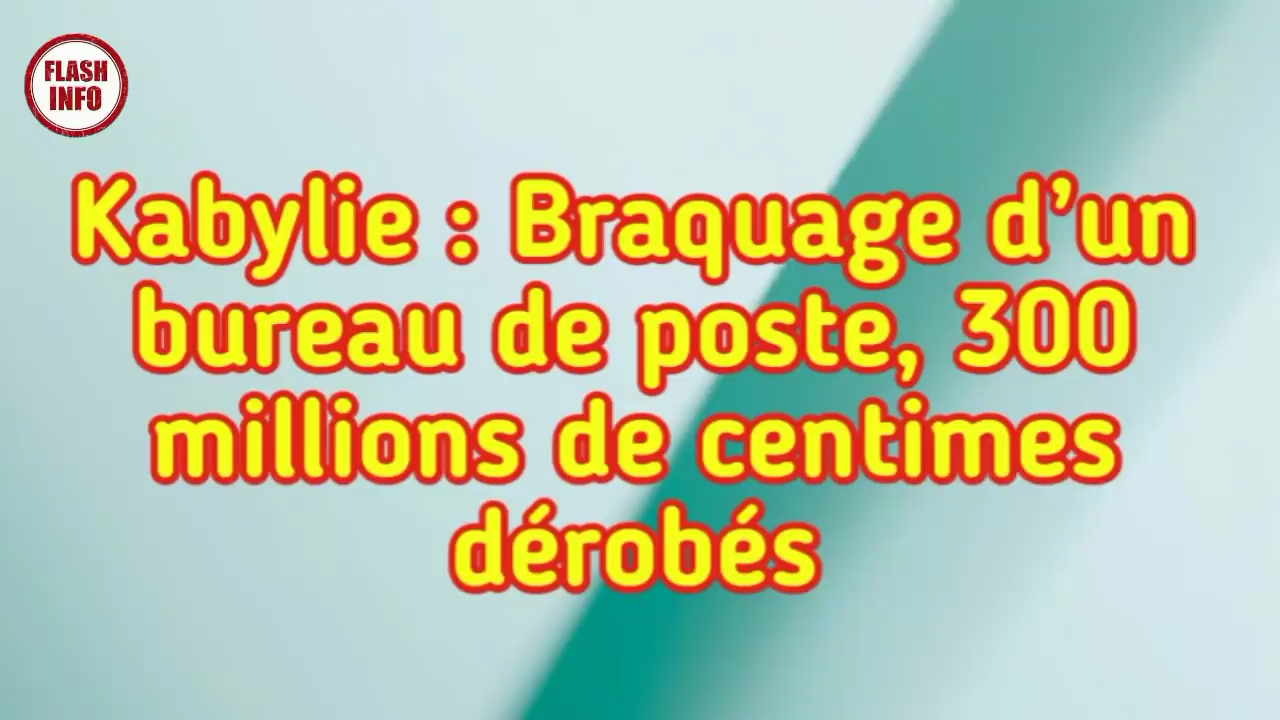 FLASH
INFO
Kabylie : Braquage d’un
bureau de poste, 300
millions de centimes
dérobés